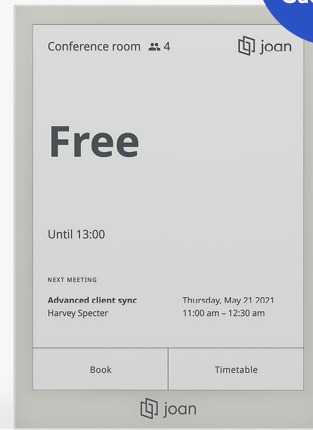 Conference room 4
joan
Free
Until 13:00
NEXT MEETING
Advanced client sync Thursday, May 21 2021
Harvey Specter 11:00 am – 12:30 am
Book Timetable
joan